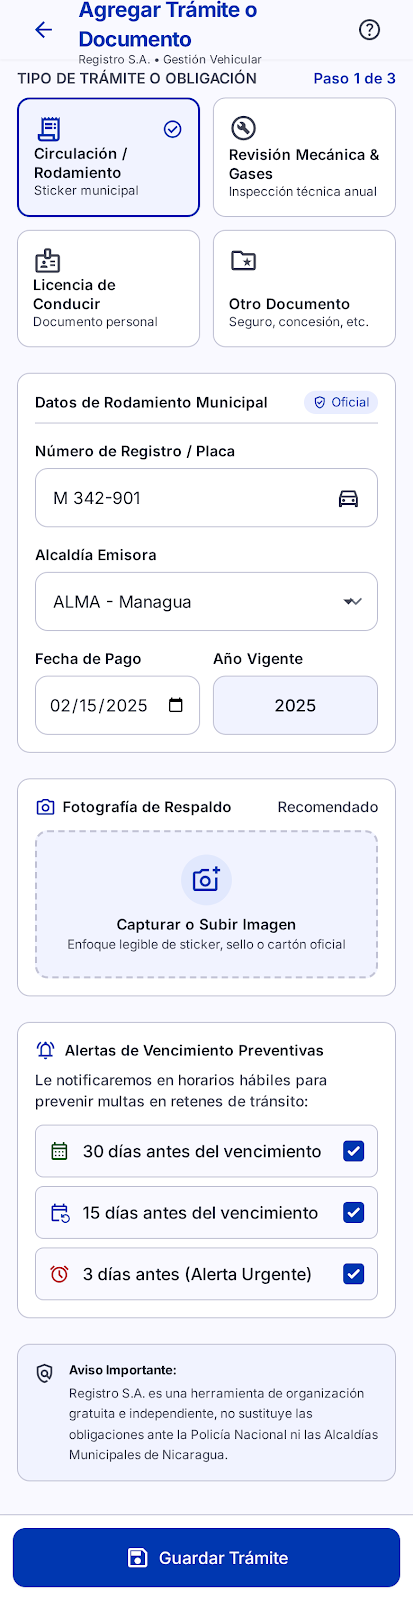 Agregar Trámite o
Documento
Registro S.A. • Gestión Vehicular
TIPO DE TRÁMITE O OBLIGACIÓN
Paso 1 de 3
Circulación /
Rodamiento
Sticker municipal
Revisión Mecánica &
Gases
Inspección técnica anual
Licencia de
Conducir
Documento personal
Otro Documento
Seguro, concesión, etc.
Datos de Rodamiento Municipal
Oficial
Número de Registro / Placa
M 342-901
Alcaldía Emisora
ALMA - Managua
Fecha de Pago
Año Vigente
02/15/2025
2025
Fotografía de Respaldo
Recomendado
Capturar o Subir Imagen
Enfoque legible de sticker, sello o cartón oficial
Alertas de Vencimiento Preventivas
Le notificaremos en horarios hábiles para
prevenir multas en retenes de tránsito:
30 días antes del vencimiento
15 días antes del vencimiento
3 días antes (Alerta Urgente)
Aviso Importante:
Registro S.A. es una herramienta de organización
gratuita e independiente, no sustituye las
obligaciones ante la Policía Nacional ni las Alcaldías
Municipales de Nicaragua.
Guardar Trámite